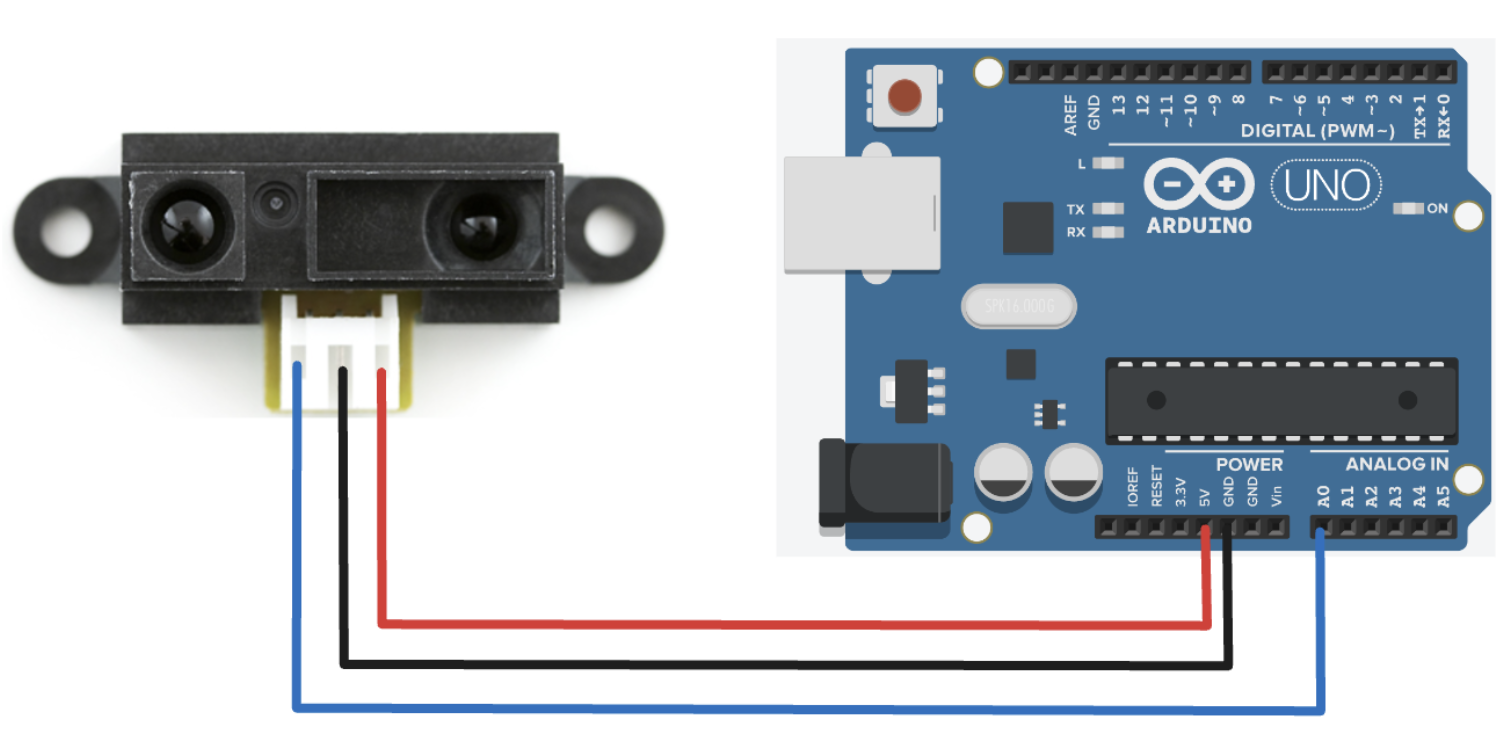 AREF
GND
13
12
~11
~10
~9
8
7
~6
~5
4
~3
2
TX→1
RX←0
DIGITAL (PWM~)
L
TX
RX
ARDUINO
UNO
ON
SPK16.000G
POWER
ANALOG IN
IOREF
RESET
3.3V
5V
GND
GND
Vin
A0
A1
A2
A3
A4
A5